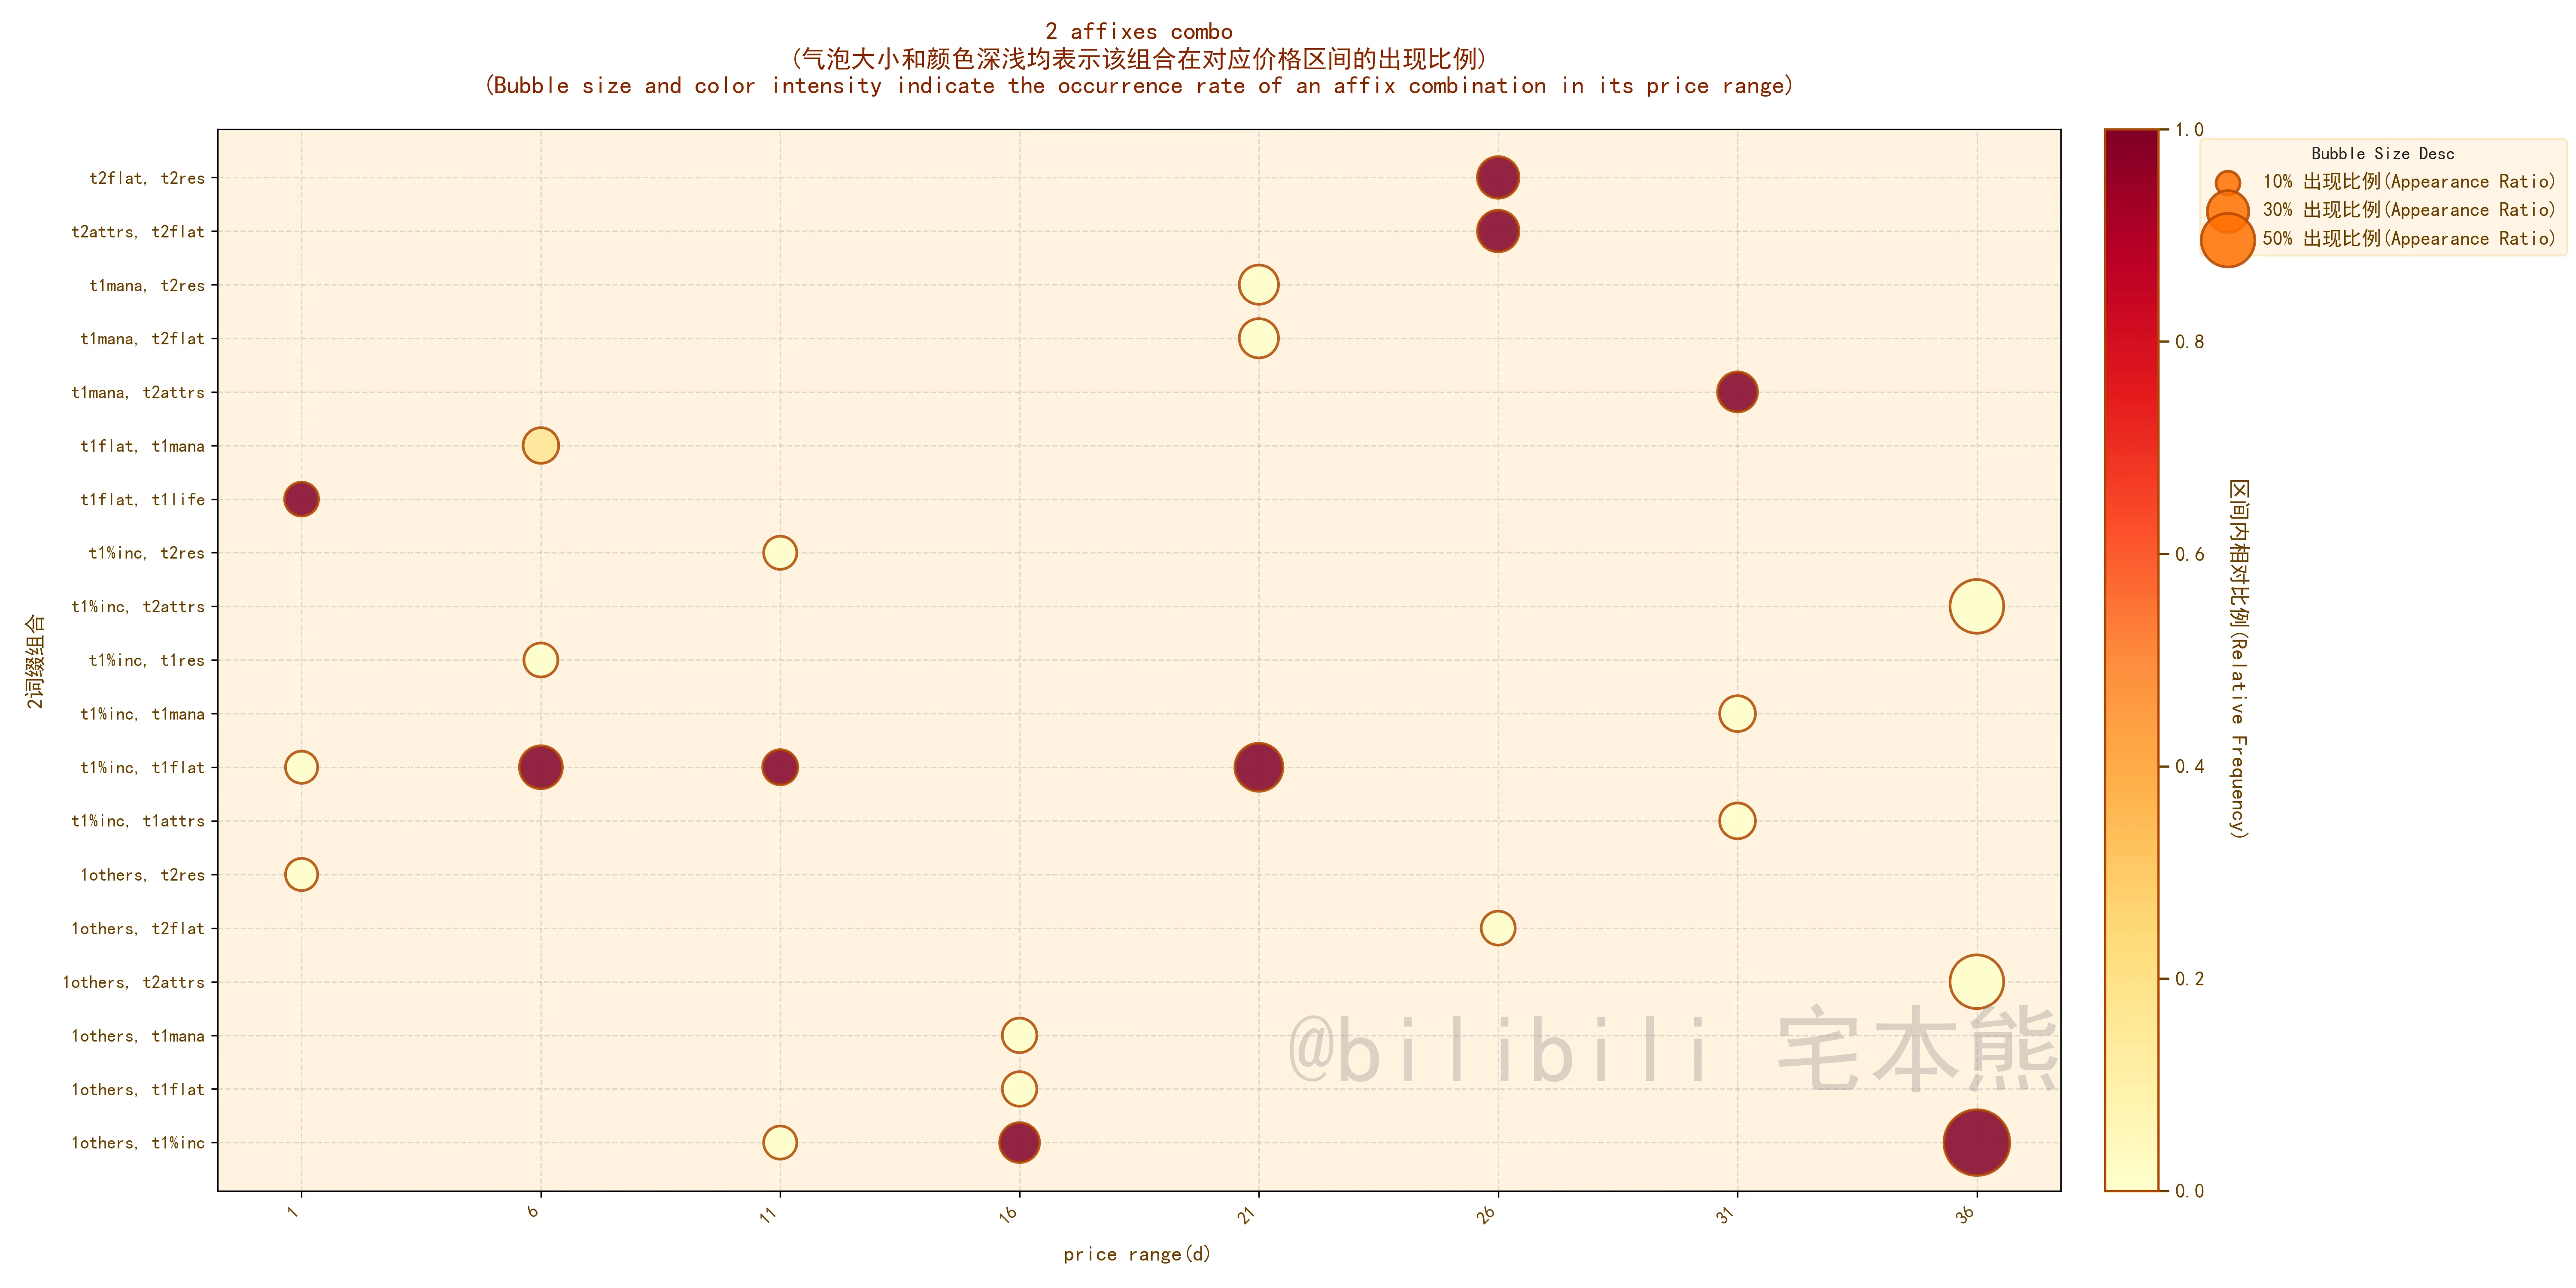 2 affixes combo
(气泡大小和颜色深浅均表示该组合在对应价格区间的出现比例)
(Bubble size and color intensity indicate the occurrence rate of an affix combination in its price range)
2词缀组合
t2flat, t2res
t2attrs, t2flat
t1mana, t2res
t1mana, t2flat
t1mana, t2attrs
t1flat, t1mana
t1flat, t1life
t1%inc, t2res
t1%inc, t2attrs
t1%inc, t1res
t1%inc, t1mana
t1%inc, t1flat
t1%inc, t1attrs
1others, t2res
1others, t2flat
1others, t2attrs
1others, t1mana
1others, t1flat
1others, t1%inc
1
6
11
16
21
26
31
36
price range(d)
@bilibili 宅本熊
1.0
0.8
0.6
0.4
0.2
0.0
区间内相对比例(Relative Frequency)
Bubble Size Desc
10% 出现比例(Appearance Ratio)
30% 出现比例(Appearance Ratio)
50% 出现比例(Appearance Ratio)